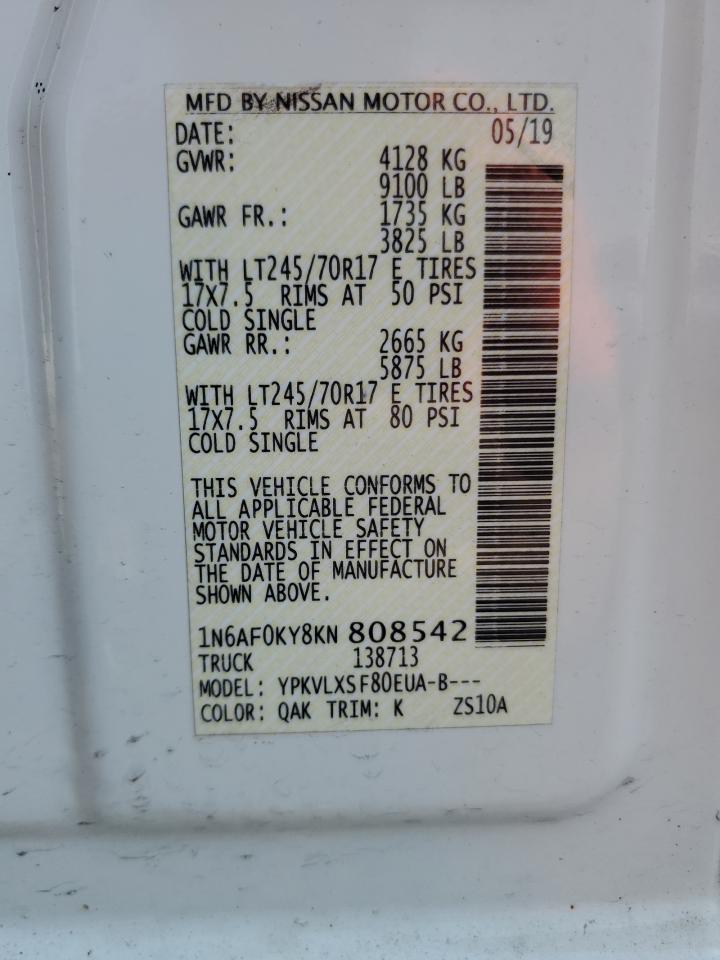 MFD BY NISSAN MOTOR CO., LTD.
DATE: 05/19
GVWR: 4128 KG
9100 LB
GAWR FR.: 1735 KG
3825 LB
WITH LT245/70R17 E TIRES
17X7.5 RIMS AT 50 PSI
COLD SINGLE
GAWR RR.: 2665 KG
5875 LB
WITH LT245/70R17 E TIRES
17X7.5 RIMS AT 80 PSI
COLD SINGLE
THIS VEHICLE CONFORMS TO
ALL APPLICABLE FEDERAL
MOTOR VEHICLE SAFETY
STANDARDS IN EFFECT ON
THE DATE OF MANUFACTURE
SHOWN ABOVE.
1N6AF0KY8KN 808542
TRUCK 138713
MODEL: YPKVLXSF80EUA-B---
COLOR: QAK TRIM: K ZS10A